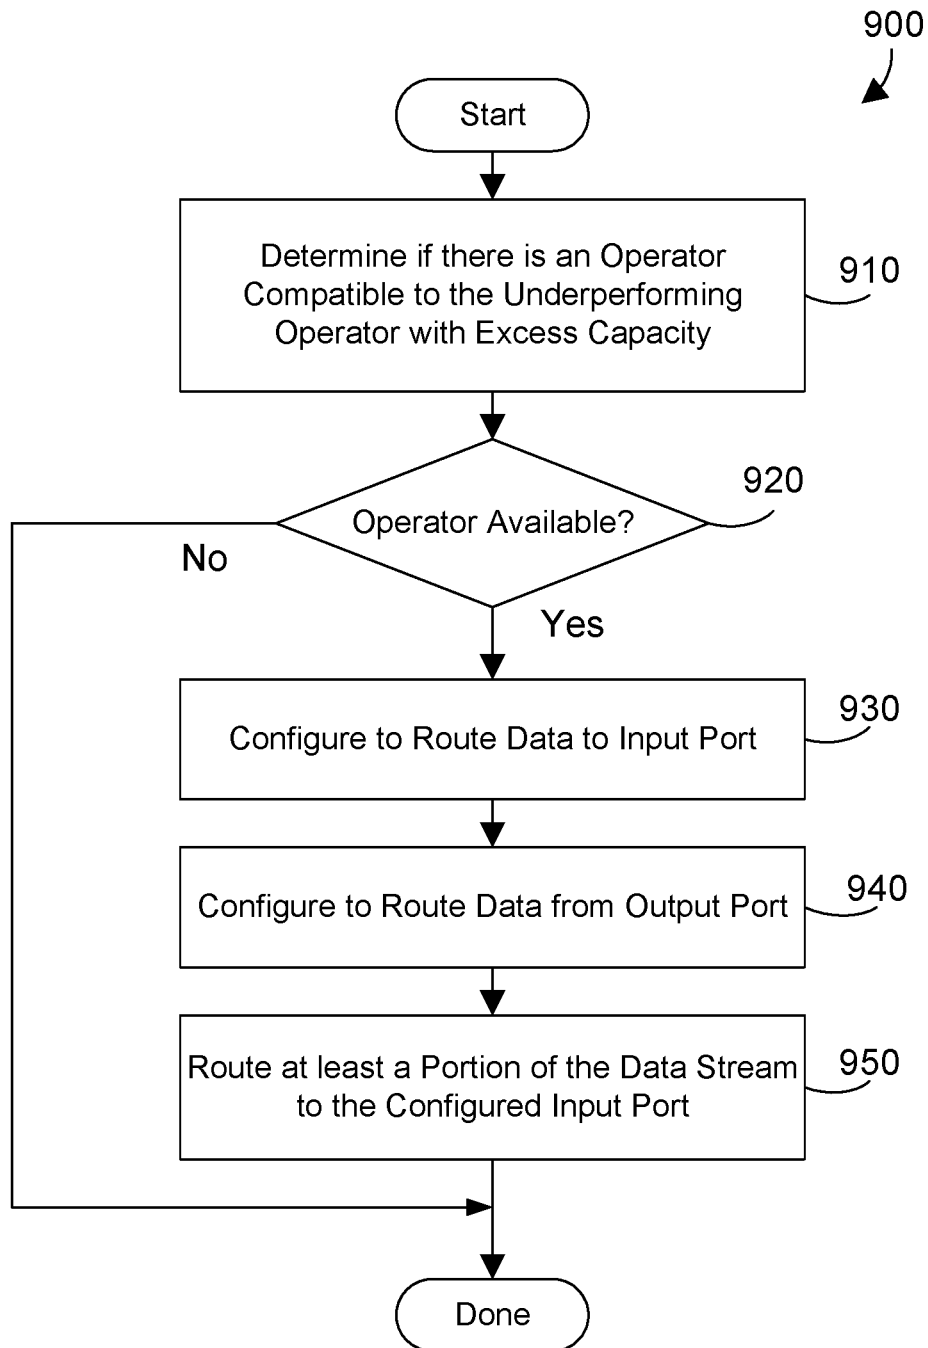 900
Start
Determine if there is an Operator
Compatible to the Underperforming
Operator with Excess Capacity
910
Operator Available?
920
No
Yes
Configure to Route Data to Input Port
930
Configure to Route Data from Output Port
940
Route at least a Portion of the Data Stream
to the Configured Input Port
950
Done